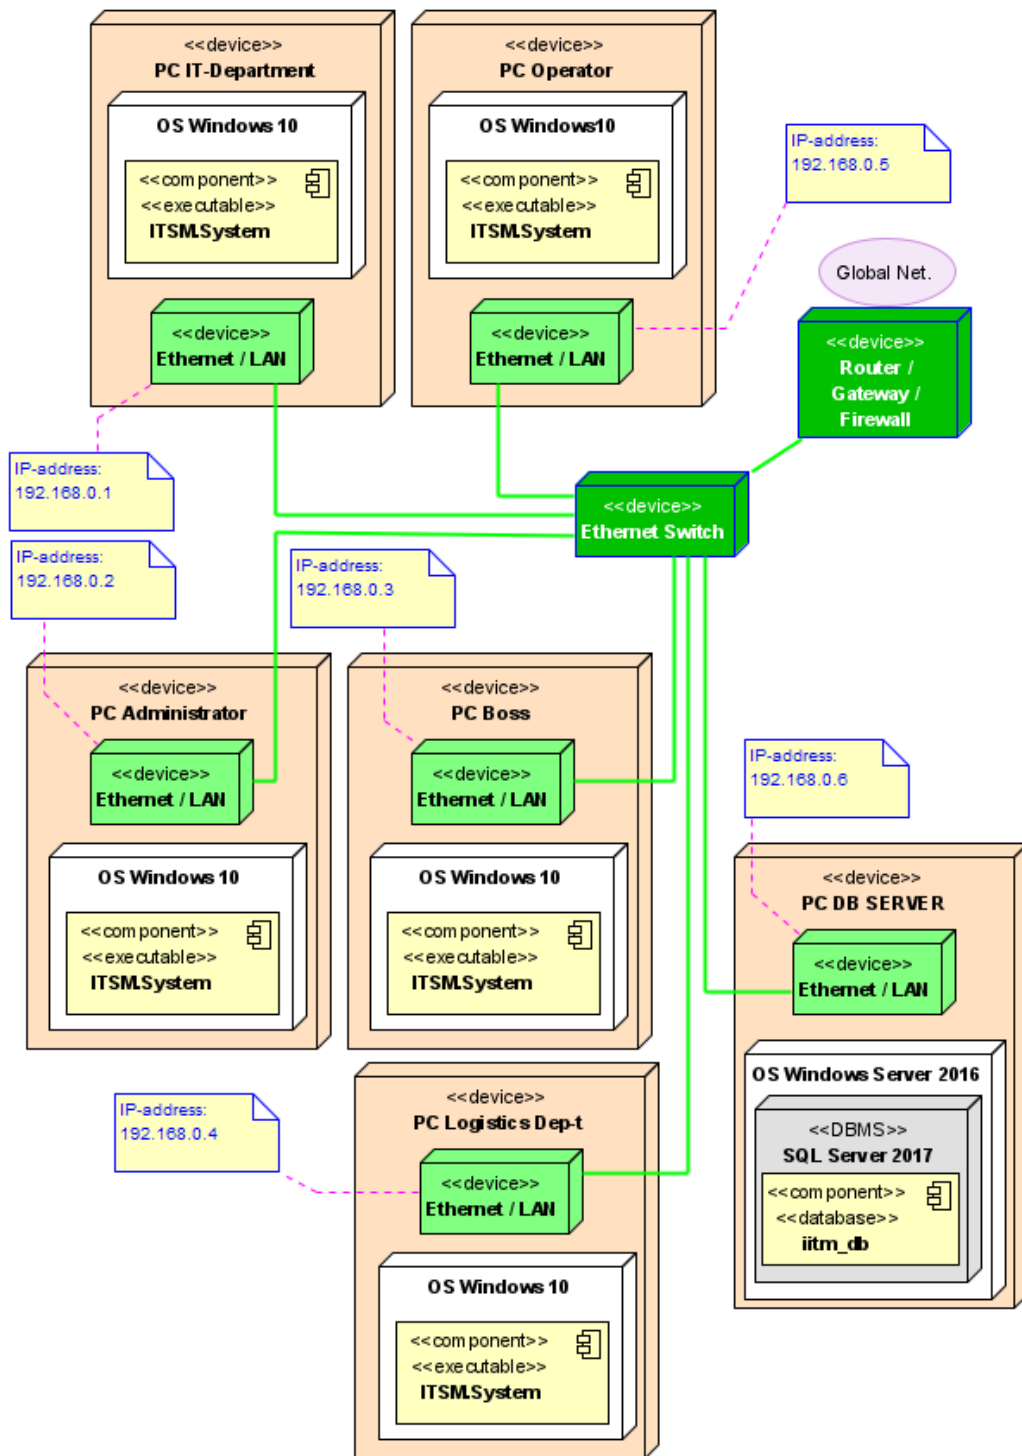 <<device>>
PC IT-Department
OS Windows 10
<<component>>
<<executable>>
ITSM.System
<<device>>
Ethernet / LAN
<<device>>
PC Operator
OS Windows10
<<component>>
<<executable>>
ITSM.System
<<device>>
Ethernet / LAN
IP-address:
192.168.0.5
Global Net.
<<device>>
Router /
Gateway /
Firewall
IP-address:
192.168.0.1
<<device>>
Ethernet Switch
IP-address:
192.168.0.2
IP-address:
192.168.0.3
<<device>>
PC Administrator
<<device>>
Ethernet / LAN
OS Windows 10
<<component>>
<<executable>>
ITSM.System
<<device>>
PC Boss
<<device>>
Ethernet / LAN
OS Windows 10
<<component>>
<<executable>>
ITSM.System
IP-address:
192.168.0.6
<<device>>
PC DB SERVER
<<device>>
Ethernet / LAN
OS Windows Server 2016
<<DBMS>>
SQL Server 2017
<<component>>
<<database>>
iitm_db
IP-address:
192.168.0.4
<<device>>
PC Logistics Dep-t
<<device>>
Ethernet / LAN
OS Windows 10
<<component>>
<<executable>>
ITSM.System